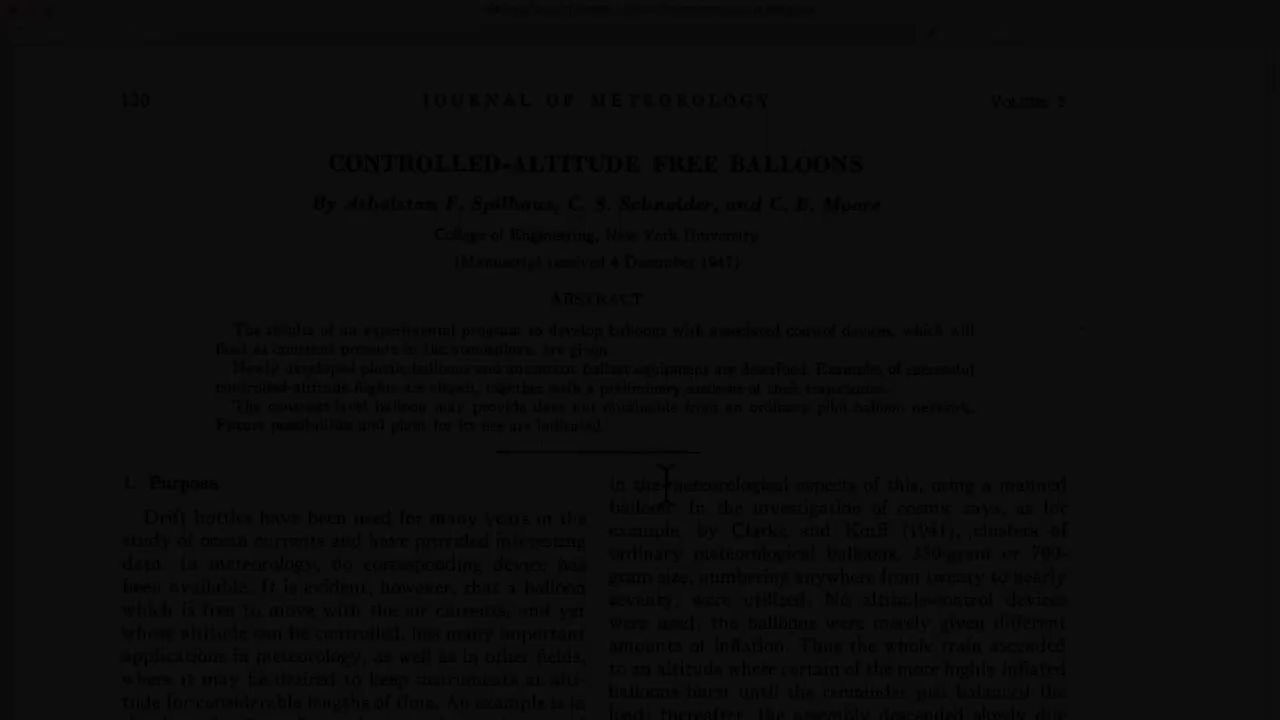 120
JOURNAL OF METEOROLOGY
VOLUME 5
CONTROLLED-ALTITUDE FREE BALLOONS
By Athelstan F. Spilhaus, C. S. Schneider, and C. B. Moore
College of Engineering, New York University
(Manuscript received 4 December 1947)
ABSTRACT
The results of an experimental program to develop balloons with associated control devices, which will
float at constant pressure in the atmosphere, are given.
Newly developed plastic balloons and automatic ballast equipment are described. Examples of successful
controlled-altitude flights are shown, together with a preliminary analysis of their trajectories.
The constant-level balloon may provide data not obtainable from an ordinary pilot-balloon network.
Future possibilities and plans for its use are indicated.
1. Purpose
Drift bottles have been used for many years in the
study of ocean currents and have provided interesting
data. In meteorology, no corresponding device has
been available. It is evident, however, that a balloon
which is free to move with the air currents, and yet
whose altitude can be controlled, has many important
applications in meteorology, as well as in other fields,
where it may be desired to keep instruments at alti-
tude for considerable lengths of time. An example is in
in the meteorological aspects of this, using a manned
balloon. In the investigation of cosmic rays, as for
example, by Clarke and Korff (1941), clusters of
ordinary meteorological balloons, 350-gram or 700-
gram size, numbering anywhere from twenty to nearly
seventy, were utilized. No altitude-control devices
were used; the balloons were merely given different
amounts of inflation. Thus the whole train ascended
to an altitude where certain of the more highly inflated
balloons burst until the remainder just balanced the
load; thereafter, the assembly descended slowly due